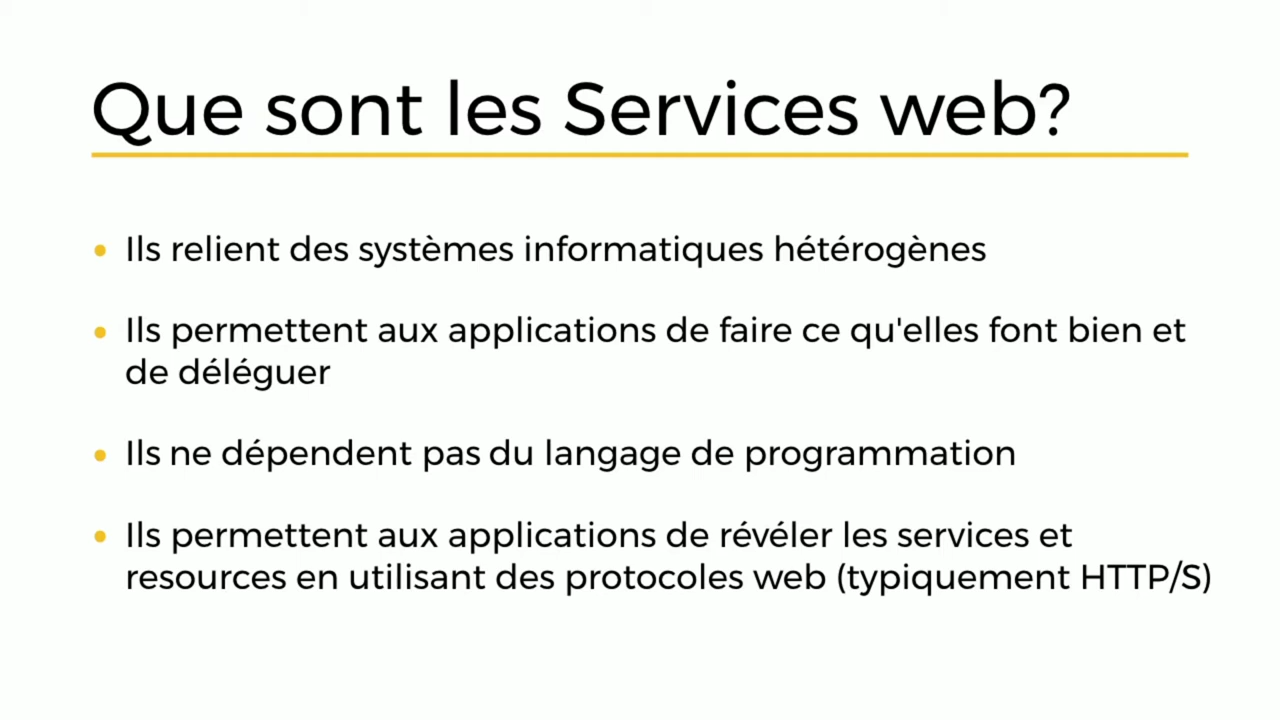 Que sont les Services web?
• Ils relient des systèmes informatiques hétérogènes
• Ils permettent aux applications de faire ce qu'elles font bien et
de déléguer
• Ils ne dépendent pas du langage de programmation
• Ils permettent aux applications de révéler les services et
resources en utilisant des protocoles web (typiquement HTTP/S)